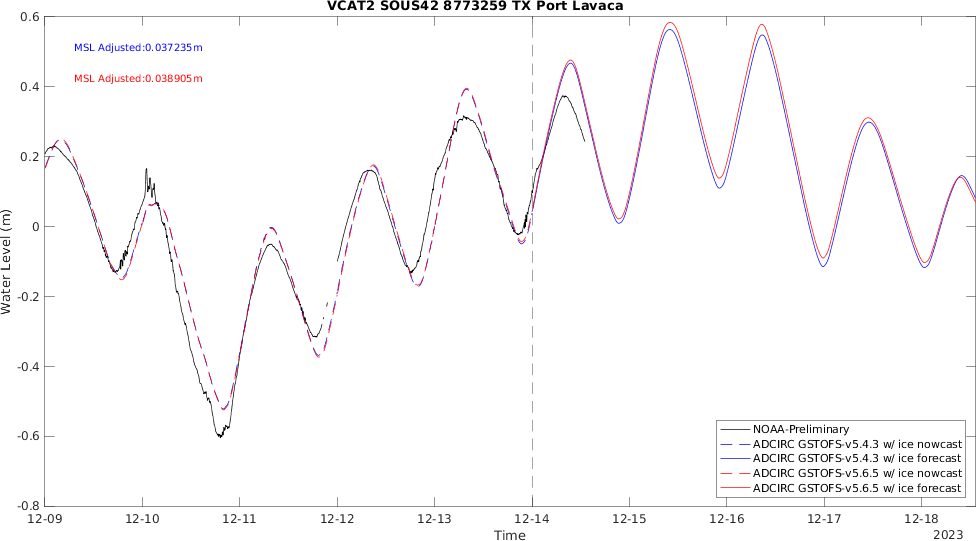 VCAT2 SOUS42 8773259 TX Port Lavaca
MSL Adjusted:0.037235m
MSL Adjusted:0.038905m
Water Level (m)
0.6
0.4
0.2
0
-0.2
-0.4
-0.6
-0.8
NOAA-Preliminary
ADCIRC GSTOFS-v5.4.3 w/ ice nowcast
ADCIRC GSTOFS-v5.4.3 w/ ice forecast
ADCIRC GSTOFS-v5.6.5 w/ ice nowcast
ADCIRC GSTOFS-v5.6.5 w/ ice forecast
12-09 12-10 12-11 12-12 12-13 12-14 12-15 12-16 12-17 12-18
Time
2023